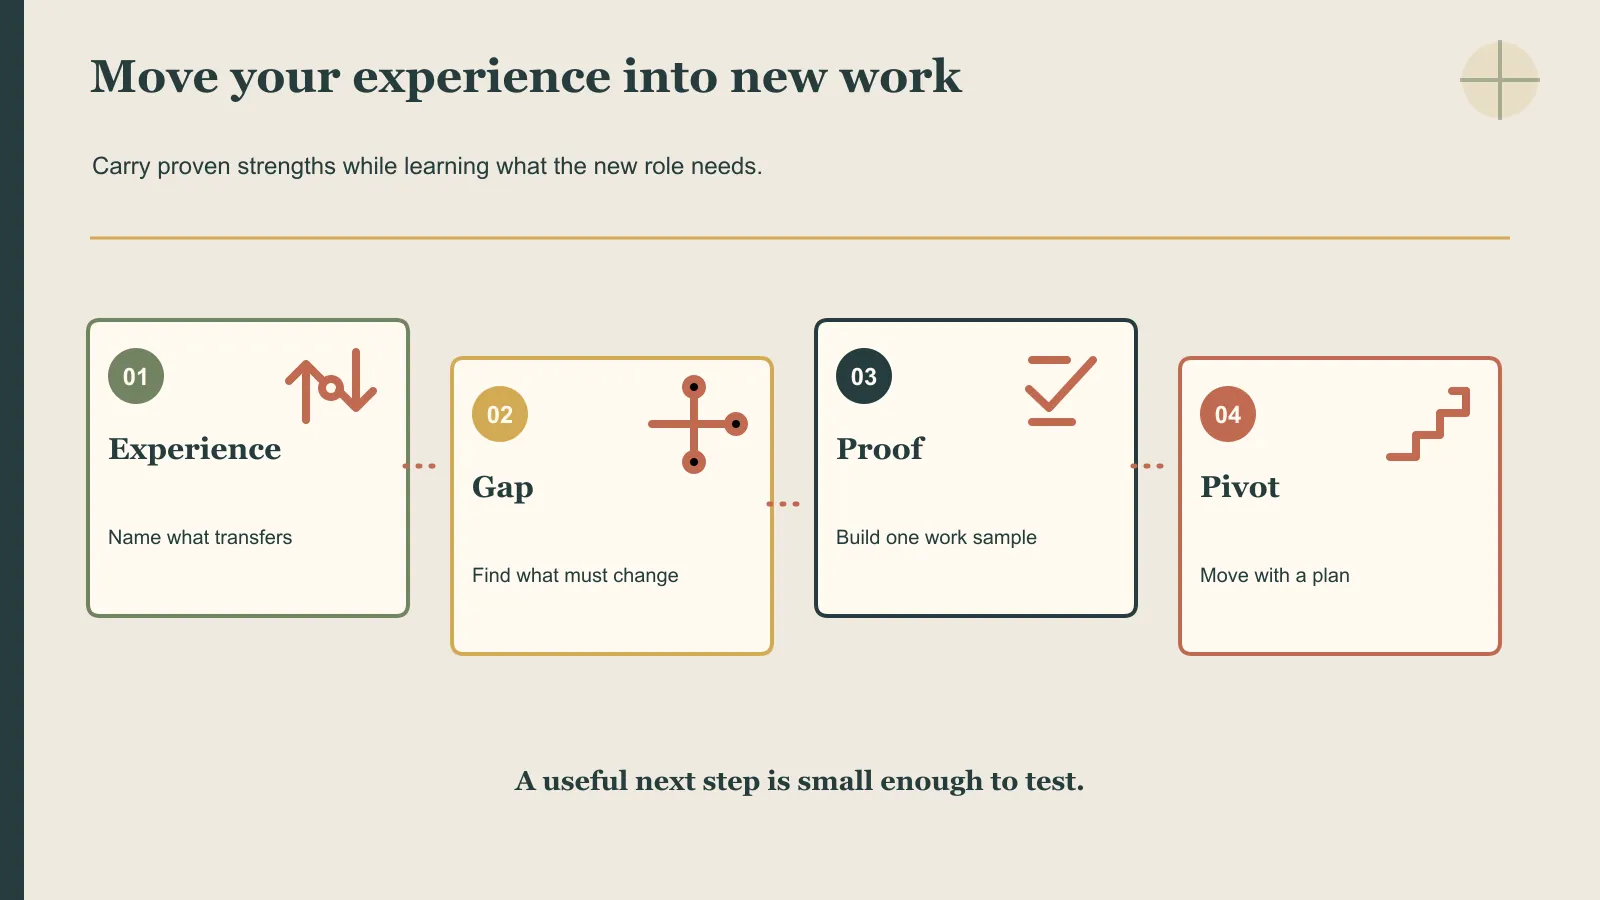 Move your experience into new work
Carry proven strengths while learning what the new role needs.
01
Experience
Name what transfers
02
Gap
Find what must change
03
Proof
Build one work sample
04
Pivot
Move with a plan
A useful next step is small enough to test.